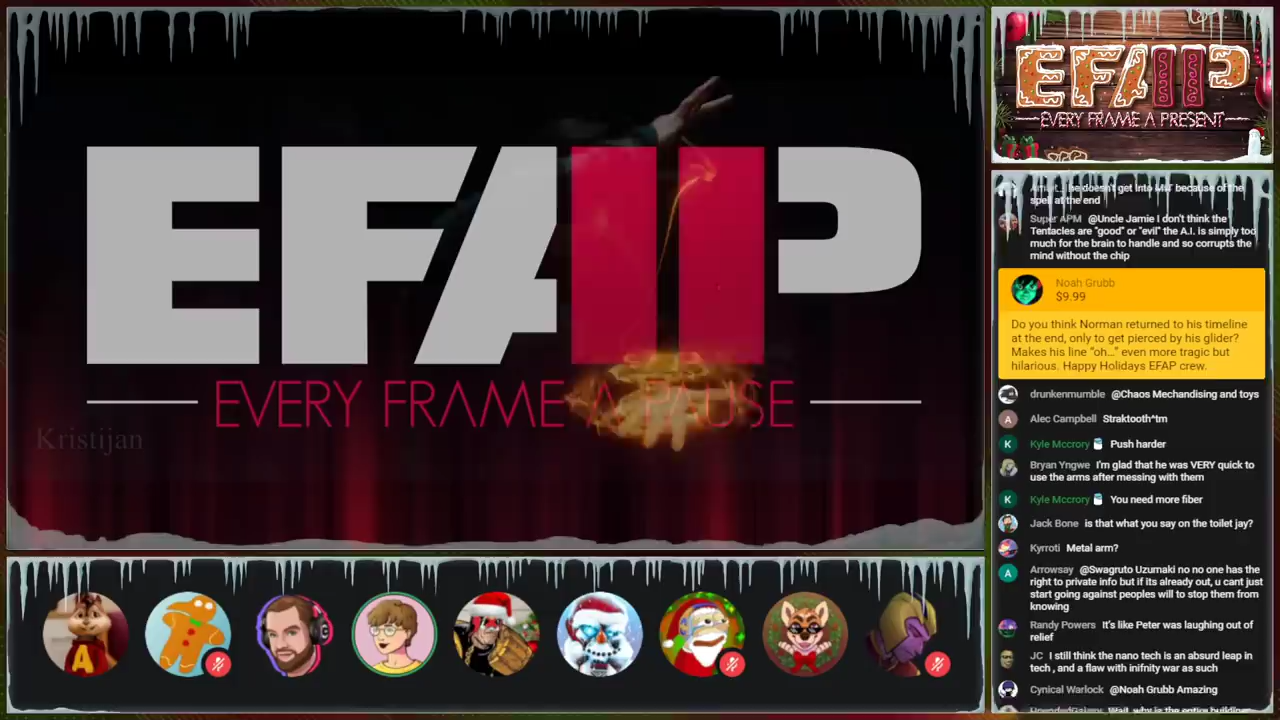 EFAP
EVERY FRAME A PAUSE
Kristijan
EFAP
EVERY FRAME A PRESENT
he doesn't get into MIT because of the
spell at the end
Super APM @Uncle Jamie I don't think the
Tentacles are "good" or "evil" the A.I. is simply too
much for the brain to handle and so corrupts the
mind without the chip
Noah Grubb
$9.99
Do you think Norman returned to his timeline
at the end, only to get pierced by his glider?
Makes his line "oh..." even more tragic but
hilarious. Happy Holidays EFAP crew.
drunkenmumble @Chaos Mechandising and toys
A Alec Campbell Straktooth^tm
K Kyle Mccrory Push harder
Bryan Yngwe I'm glad that he was VERY quick to
use the arms after messing with them
K Kyle Mccrory You need more fiber
Jack Bone is that what you say on the toilet jay?
Kyrroti Metal arm?
A Arrowsay @Swagruto Uzumaki no no one has the
right to private info but if its already out, u cant just
start going against peoples will to stop them from
knowing
Randy Powers It's like Peter was laughing out of
relief
JC I still think the nano tech is an absurd leap in
tech , and a flaw with inifnity war as such
Cynical Warlock @Noah Grubb Amazing
Wait, why is the entire building
A